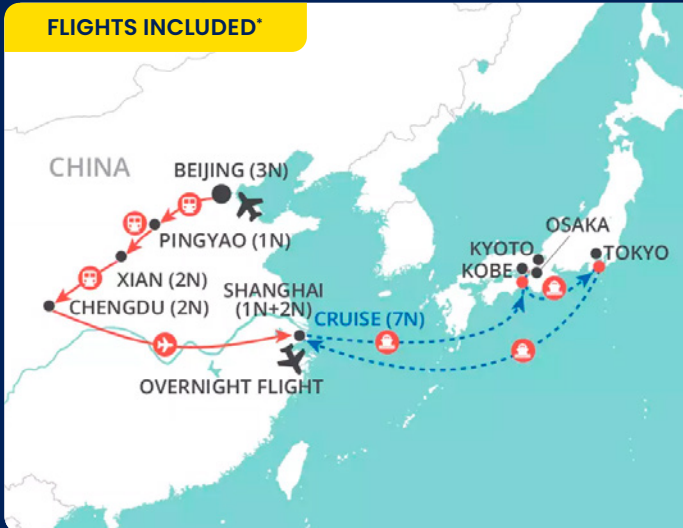 FLIGHTS INCLUDED*
CHINA
BEIJING (3N)
PINGYAO (1N)
XIAN (2N)
CHENGDU (2N)
SHANGHAI
(1N+2N)
CRUISE (7N)
OVERNIGHT FLIGHT
OSAKA
KYOTO
KOBE
TOKYO